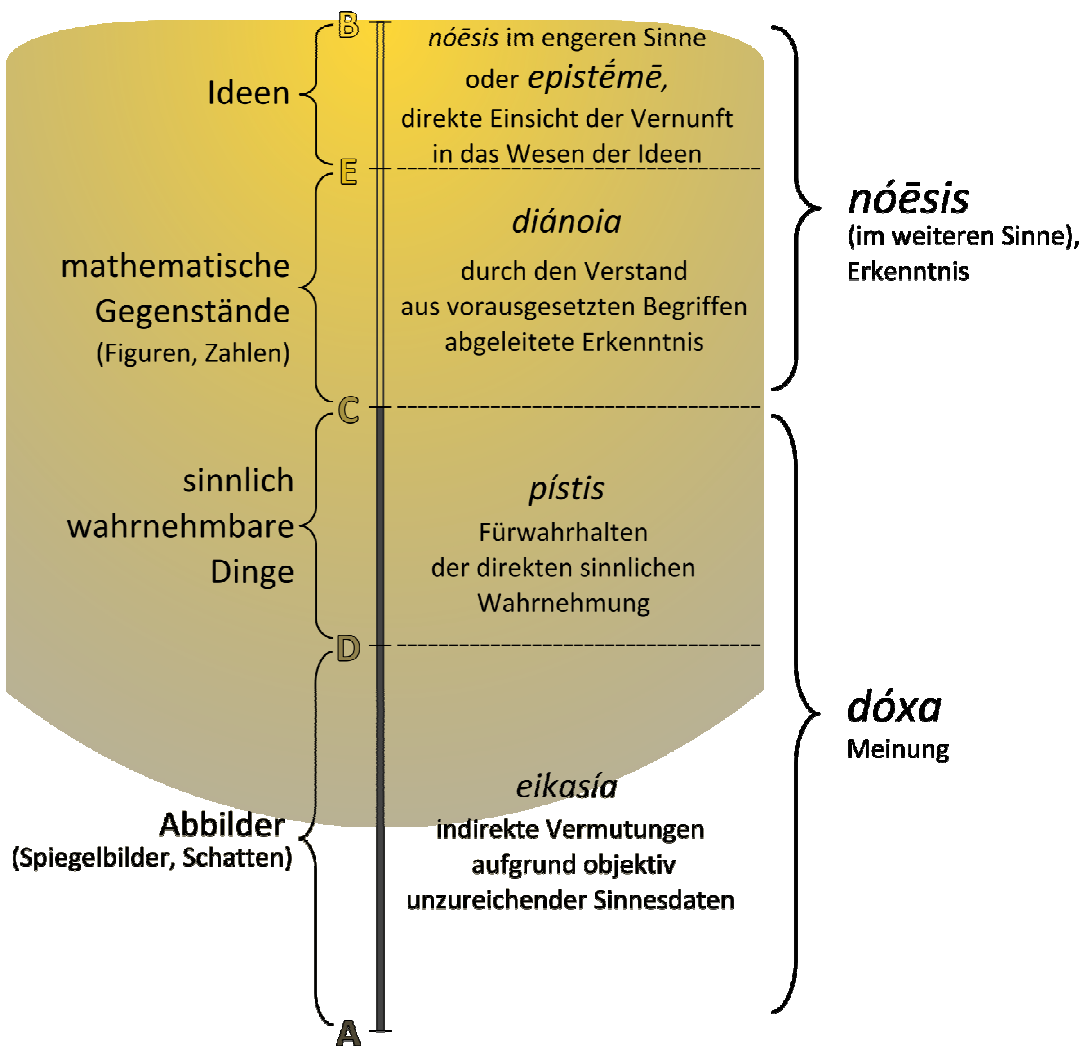 B
nóēsis im engeren Sinne
oder epistḗmē,
direkte Einsicht der Vernunft
in das Wesen der Ideen
Ideen
E
nóēsis
(im weiteren Sinne),
Erkenntnis
diánoia
durch den Verstand
aus vorausgesetzten Begriffen
abgeleitete Erkenntnis
mathematische
Gegenstände
(Figuren, Zahlen)
C
sinnlich
wahrnehmbare
Dinge
pístis
Fürwahrhalten
der direkten sinnlichen
Wahrnehmung
D
dóxa
Meinung
eikasía
indirekte Vermutungen
aufgrund objektiv
unzureichender Sinnesdaten
Abbilder
(Spiegelbilder, Schatten)
A